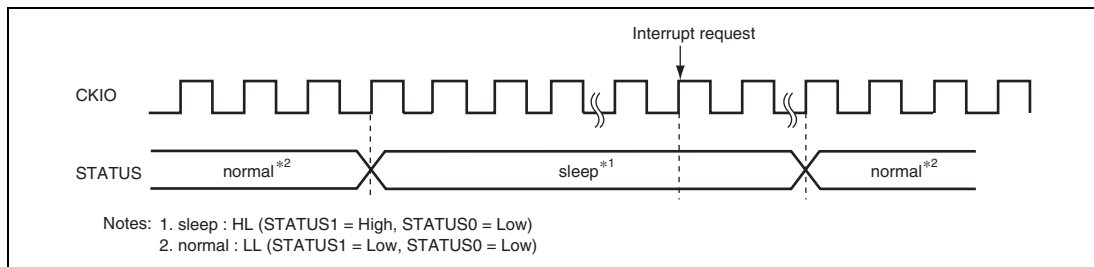 Interrupt request
CKIO
STATUS
normal*2
sleep*1
normal*2
Notes: 1. sleep : HL (STATUS1 = High, STATUS0 = Low)
2. normal : LL (STATUS1 = Low, STATUS0 = Low)